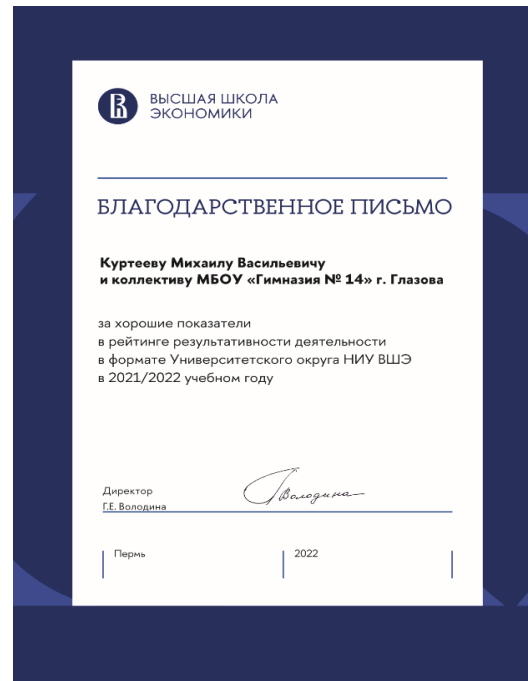 ВЫСШАЯ ШКОЛА
ЭКОНОМИКИ
БЛАГОДАРСТВЕННОЕ ПИСЬМО
Куртееву Михаилу Васильевичу
и коллективу МБОУ «Гимназия № 14» г. Глазова
за хорошие показатели
в рейтинге результативности деятельности
в формате Университетского округа НИУ ВШЭ
в 2021/2022 учебном году
Директор
Г.Е. Володина
Володина
Пермь
2022